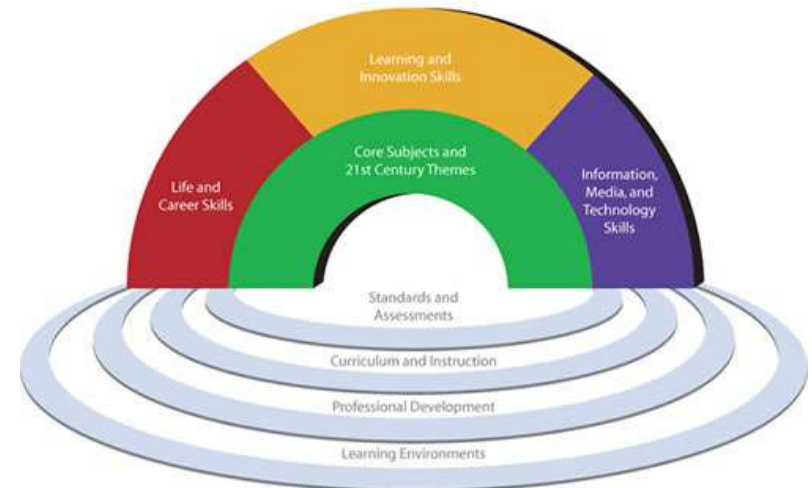 Learning and
Innovation Skills
Core Subjects and
21st Century Themes
Life and
Career Skills
Information,
Media, and
Technology
Skills
Standards and
Assessments
Curriculum and Instruction
Professional Development
Learning Environments